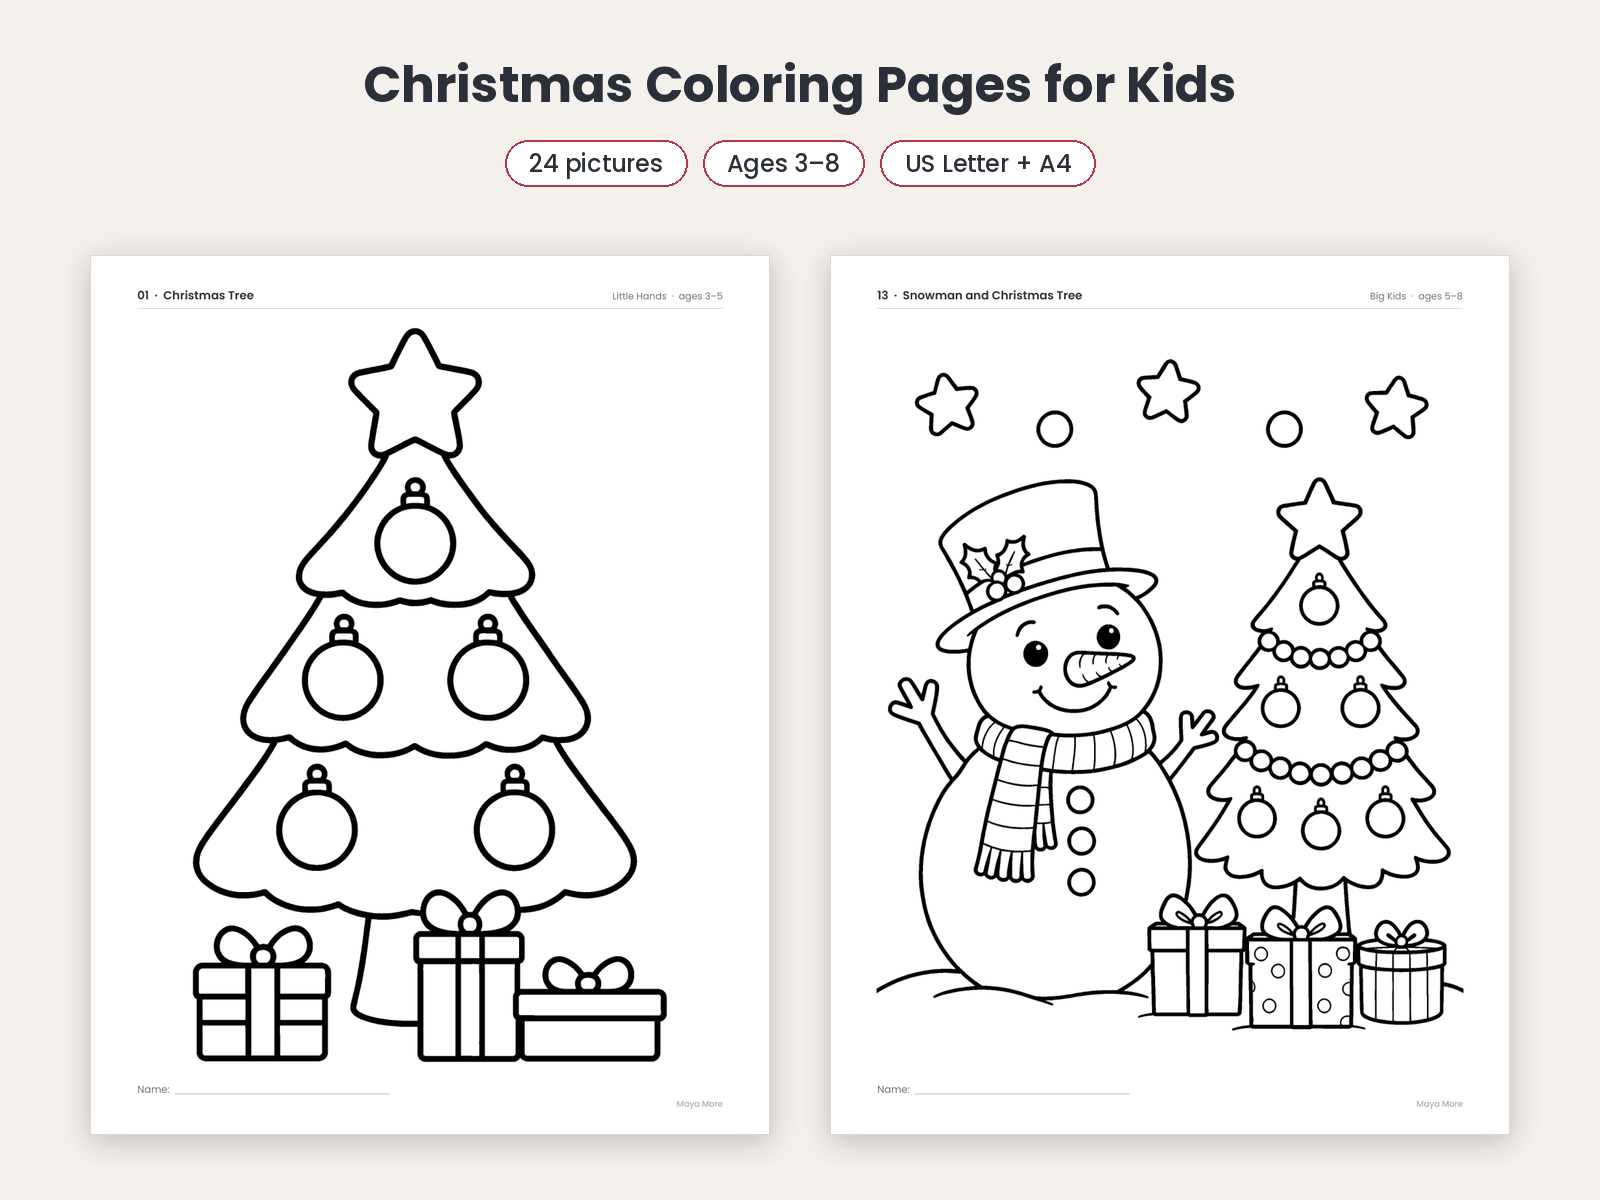 Christmas Coloring Pages for Kids
24 pictures
Ages 3–8
US Letter + A4
01 · Christmas Tree
Little Hands · ages 3–5
Name:
Maya More
13 · Snowman and Christmas Tree
Big Kids · ages 5–8
Name:
Maya More